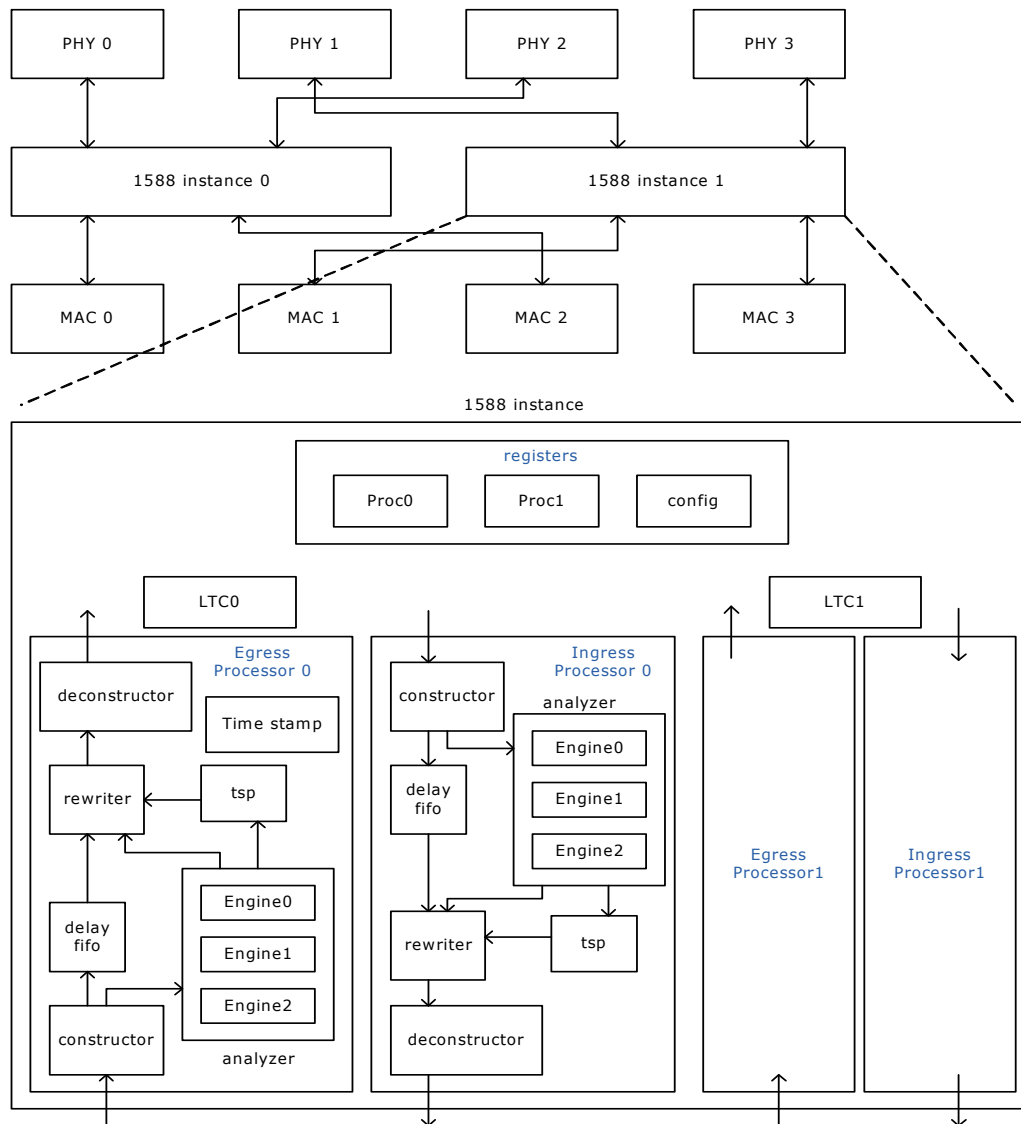 PHY 0
PHY 1
PHY 2
PHY 3
1588 instance 0
1588 instance 1
MAC 0
MAC 1
MAC 2
MAC 3
1588 instance
registers
Proc0
Proc1
config
LTC0
LTC1
Egress
Processor 0
deconstructor
Time stamp
rewriter
tsp
delay
fifo
Engine0
Engine1
Engine2
constructor
analyzer
Ingress
Processor 0
constructor
analyzer
Engine0
delay
fifo
Engine1
Engine2
rewriter
tsp
deconstructor
Egress
Processor1
Ingress
Processor1